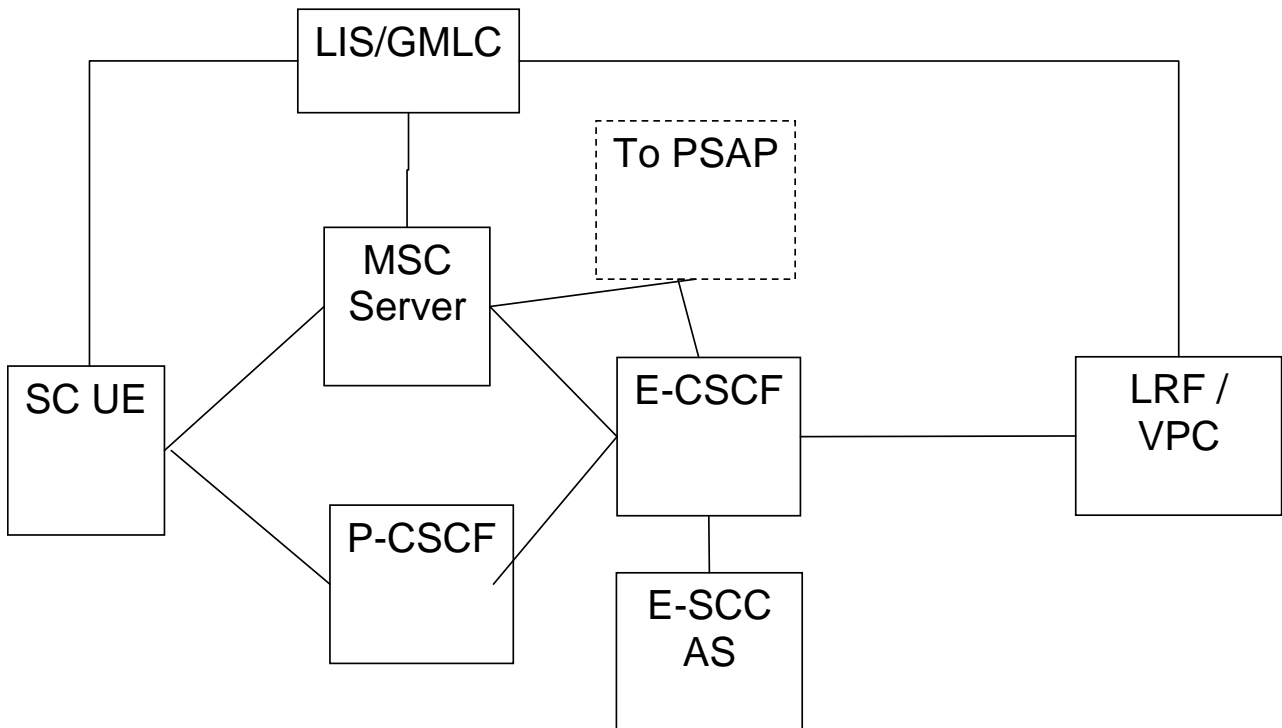 LIS/GMLC
To PSAP
MSC
Server
SC UE
E-CSCF
LRF /
VPC
P-CSCF
E-SCC
AS